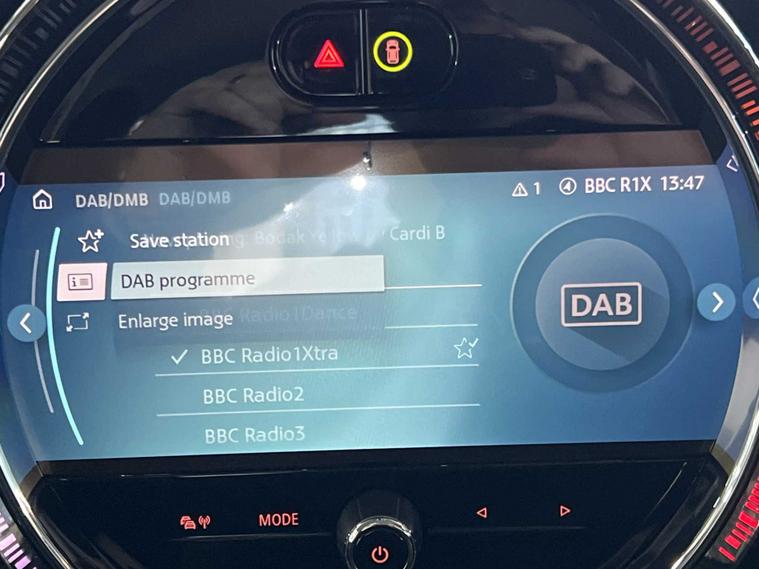 DAB/DMB DAB/DMB 1 BBC R1X 13:47
Save station
Cardi B
DAB programme
DAB
Enlarge image
BBC Radio1Xtra
BBC Radio2
BBC Radio3
MODE